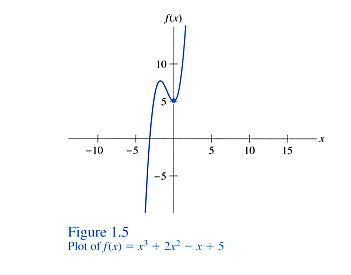 f(x)
10
5
-10 -5 5 10 15 x
-5
Figure 1.5
Plot of f(x) = x³ + 2x² − x + 5